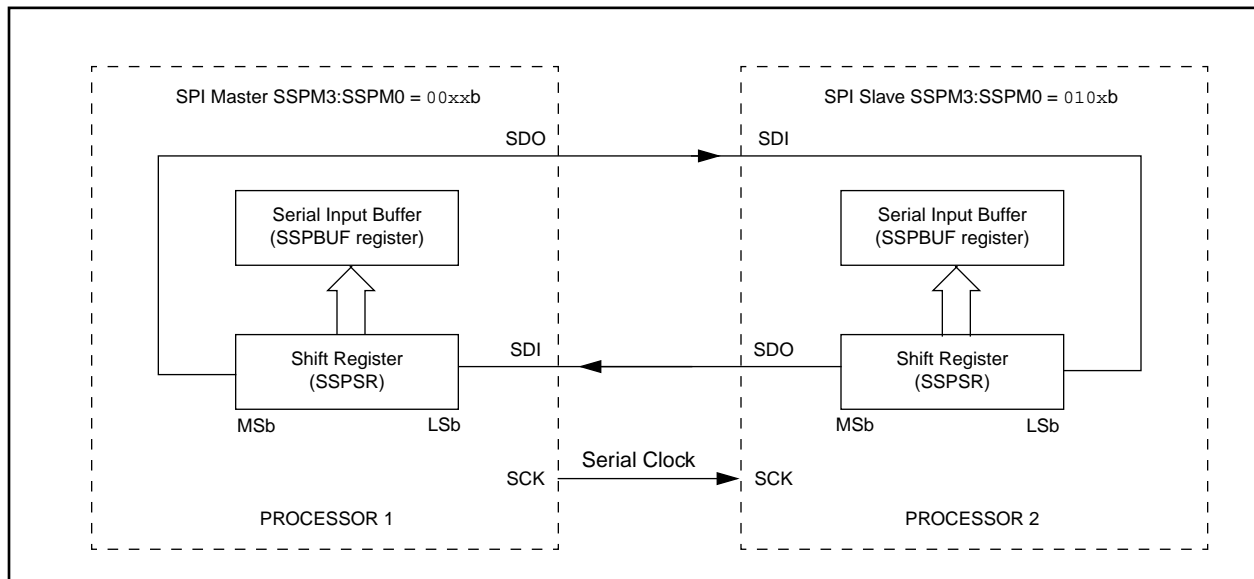 SPI Master SSPM3:SSPM0 = 00xxb
SPI Slave SSPM3:SSPM0 = 010xb
SDO
SDI
Serial Input Buffer
(SSPBUF register)
Serial Input Buffer
(SSPBUF register)
Shift Register
(SSPSR)
SDI
SDO
Shift Register
(SSPSR)
MSb
LSb
MSb
LSb
Serial Clock
SCK
SCK
PROCESSOR 1
PROCESSOR 2